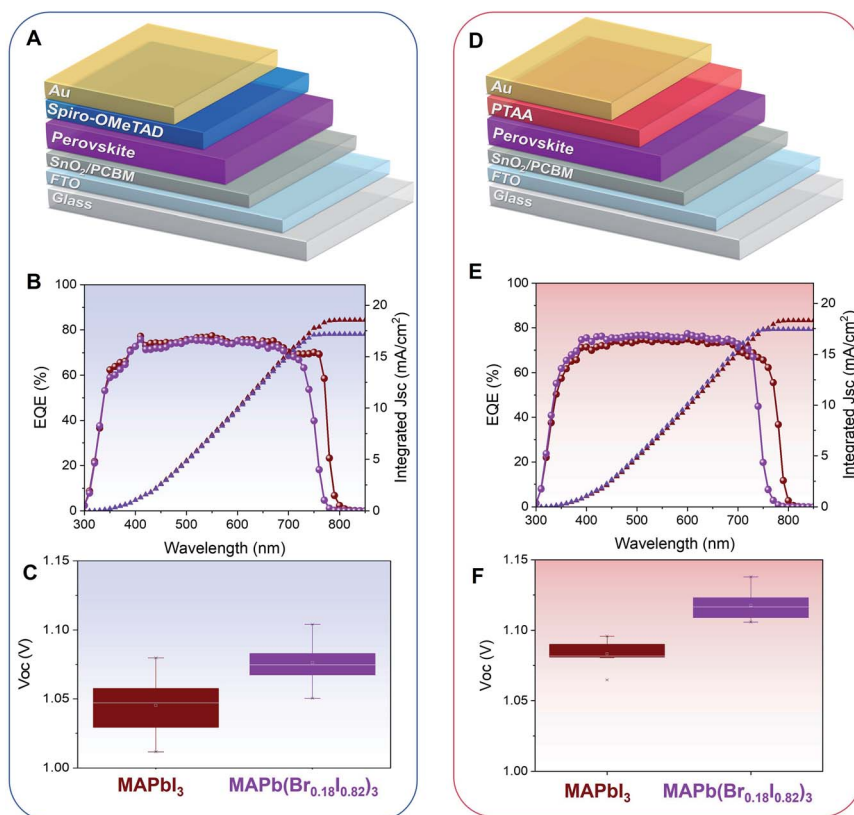 A
Au
Spiro-OMeTAD
Perovskite
SnO₂/PCBM
FTO
Glass
B
100
80
60
40
20
0
EQE (%)
20
15
10
5
0
Integrated Jsc (mA/cm²)
300 400 500 600 700 800
Wavelength (nm)
C
1.15
1.10
1.05
1.00
Voc (V)
MAPbI₃ MAPb(Br₀.₁₈I₀.₈₂)₃
D
Au
PTAA
Perovskite
SnO₂/PCBM
FTO
Glass
E
100
80
60
40
20
0
EQE (%)
20
15
10
5
0
Integrated Jsc (mA/cm²)
300 400 500 600 700 800
Wavelength (nm)
F
1.15
1.10
1.05
1.00
Voc (V)
MAPbI₃ MAPb(Br₀.₁₈I₀.₈₂)₃